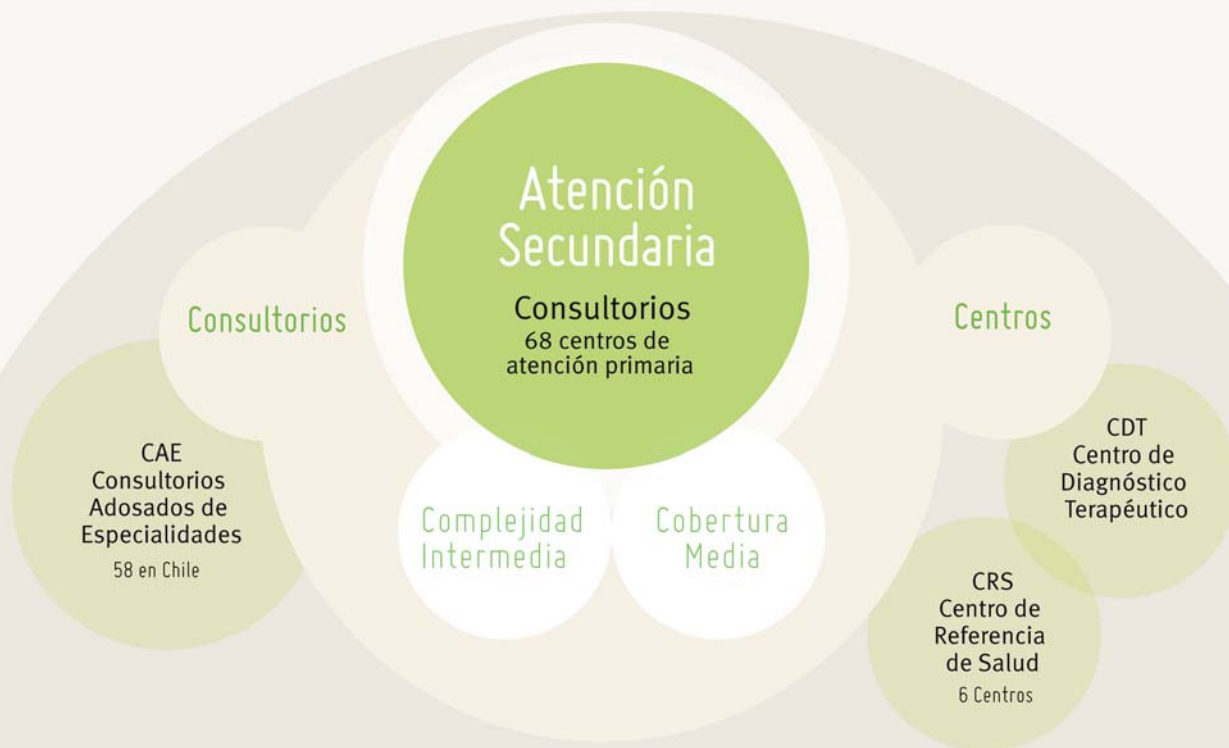 Atención
Secundaria
Consultorios
68 centros de
atención primaria
Consultorios
Centros
CAE
Consultorios
Adosados de
Especialidades
58 en Chile
Complejidad
Intermedia
Cobertura
Media
CDT
Centro de
Diagnóstico
Terapéutico
CRS
Centro de
Referencia
de Salud
6 Centros